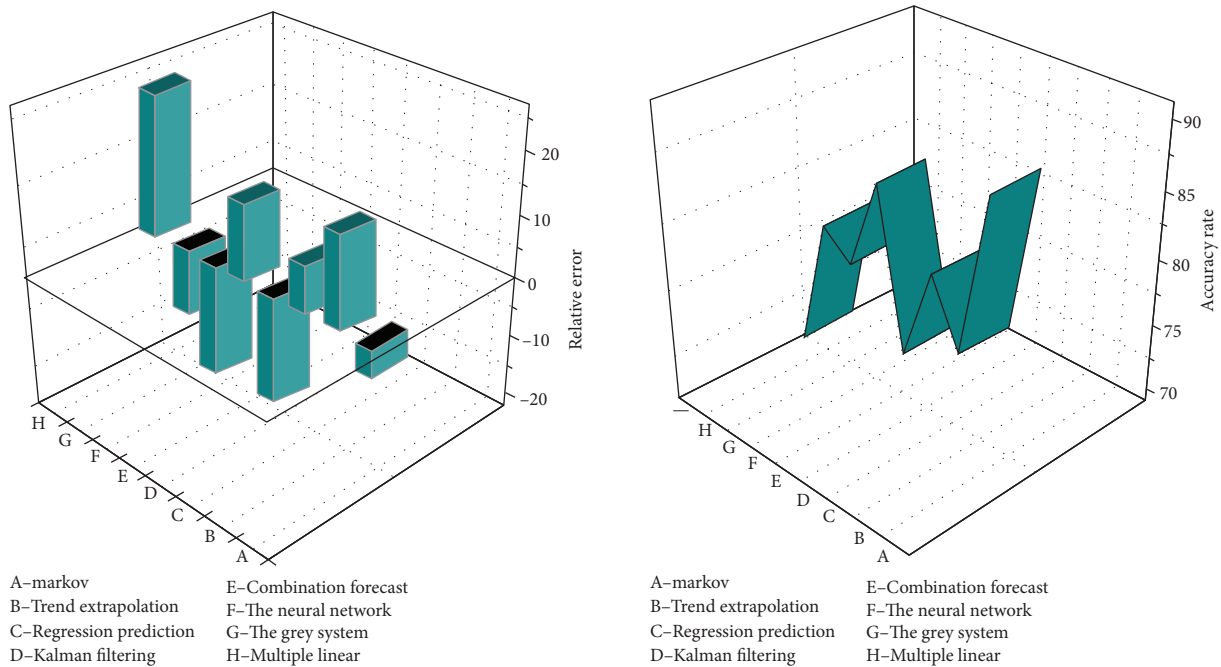 20
10
0
–10
–20
Relative error
H
G
F
E
D
C
B
A
A–markov
B–Trend extrapolation
C–Regression prediction
D–Kalman filtering
E–Combination forecast
F–The neural network
G–The grey system
H–Multiple linear
90
85
80
75
70
Accuracy rate
—
H
G
F
E
D
C
B
A
A–markov
B–Trend extrapolation
C–Regression prediction
D–Kalman filtering
E–Combination forecast
F–The neural network
G–The grey system
H–Multiple linear